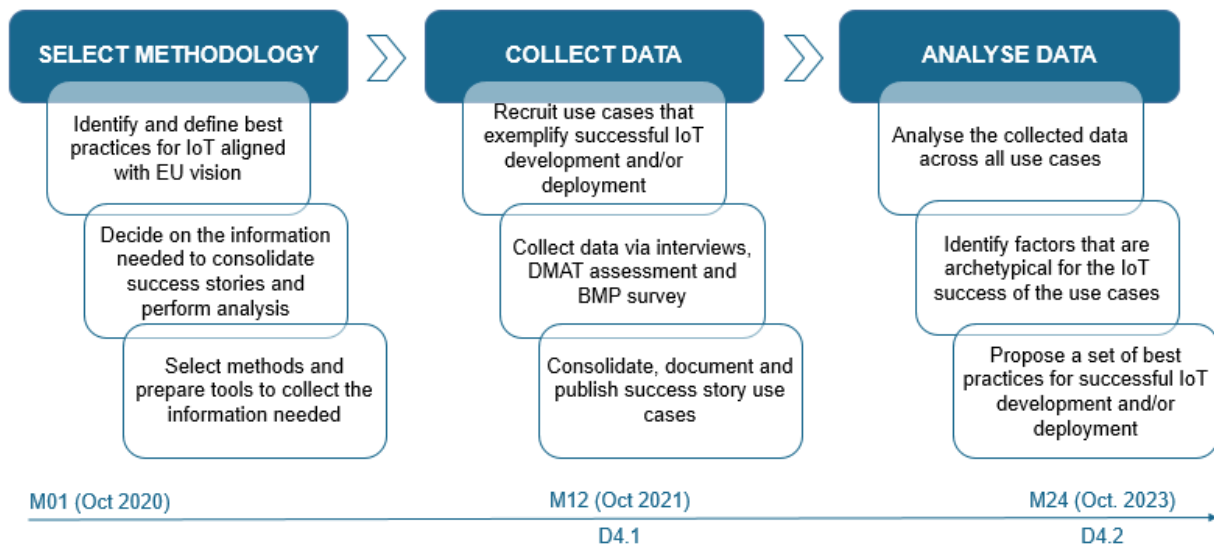 SELECT METHODOLOGY
Identify and define best
practices for IoT aligned
with EU vision
Decide on the information
needed to consolidate
success stories and
perform analysis
Select methods and
prepare tools to collect the
information needed
COLLECT DATA
Recruit use cases that
exemplify successful IoT
development and/or
deployment
Collect data via interviews,
DMAT assessment and
BMP survey
Consolidate, document and
publish success story use
cases
ANALYSE DATA
Analyse the collected data
across all use cases
Identify factors that are
archetypical for the IoT
success of the use cases
Propose a set of best
practices for successful IoT
development and/or
deployment
M01 (Oct 2020)
M12 (Oct 2021)
M24 (Oct. 2023)
D4.1
D4.2